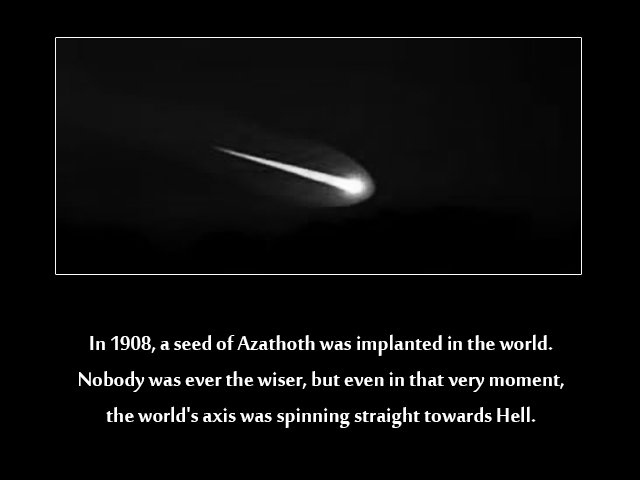 In 1908, a seed of Azathoth was implanted in the world.
Nobody was ever the wiser, but even in that very moment,
the world's axis was spinning straight towards Hell.